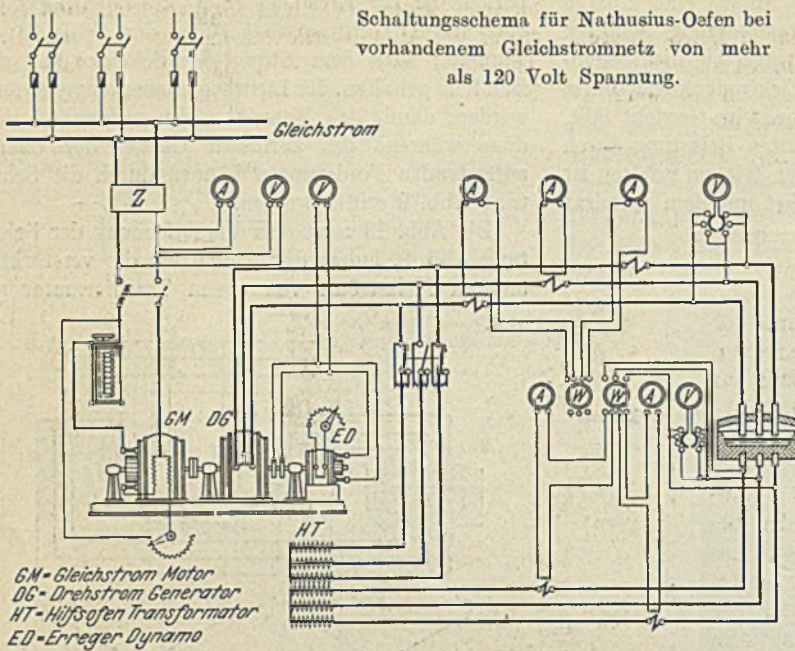 Schaltungsschema für Nathusius-Oefen bei
vorhandenem Gleichstromnetz von mehr
als 120 Volt Spannung.
Gleichstrom
Z
A V V A A A V
A W W A V
GM DG
ED
HT
GM=Gleichstrom Motor
DG=Drehstrom Generator
HT=Hilfsofen Transformator
ED=Erreger Dynamo